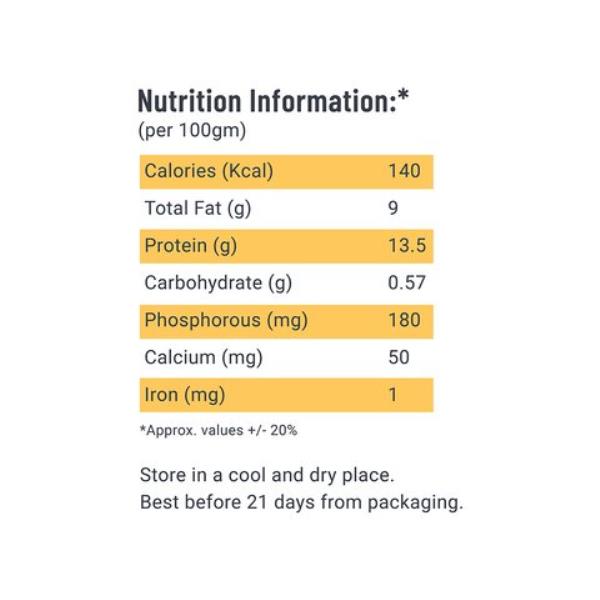 Nutrition Information:*
(per 100gm)
Calories (Kcal) 140
Total Fat (g) 9
Protein (g) 13.5
Carbohydrate (g) 0.57
Phosphorous (mg) 180
Calcium (mg) 50
Iron (mg) 1
*Approx. values +/- 20%
Store in a cool and dry place.
Best before 21 days from packaging.